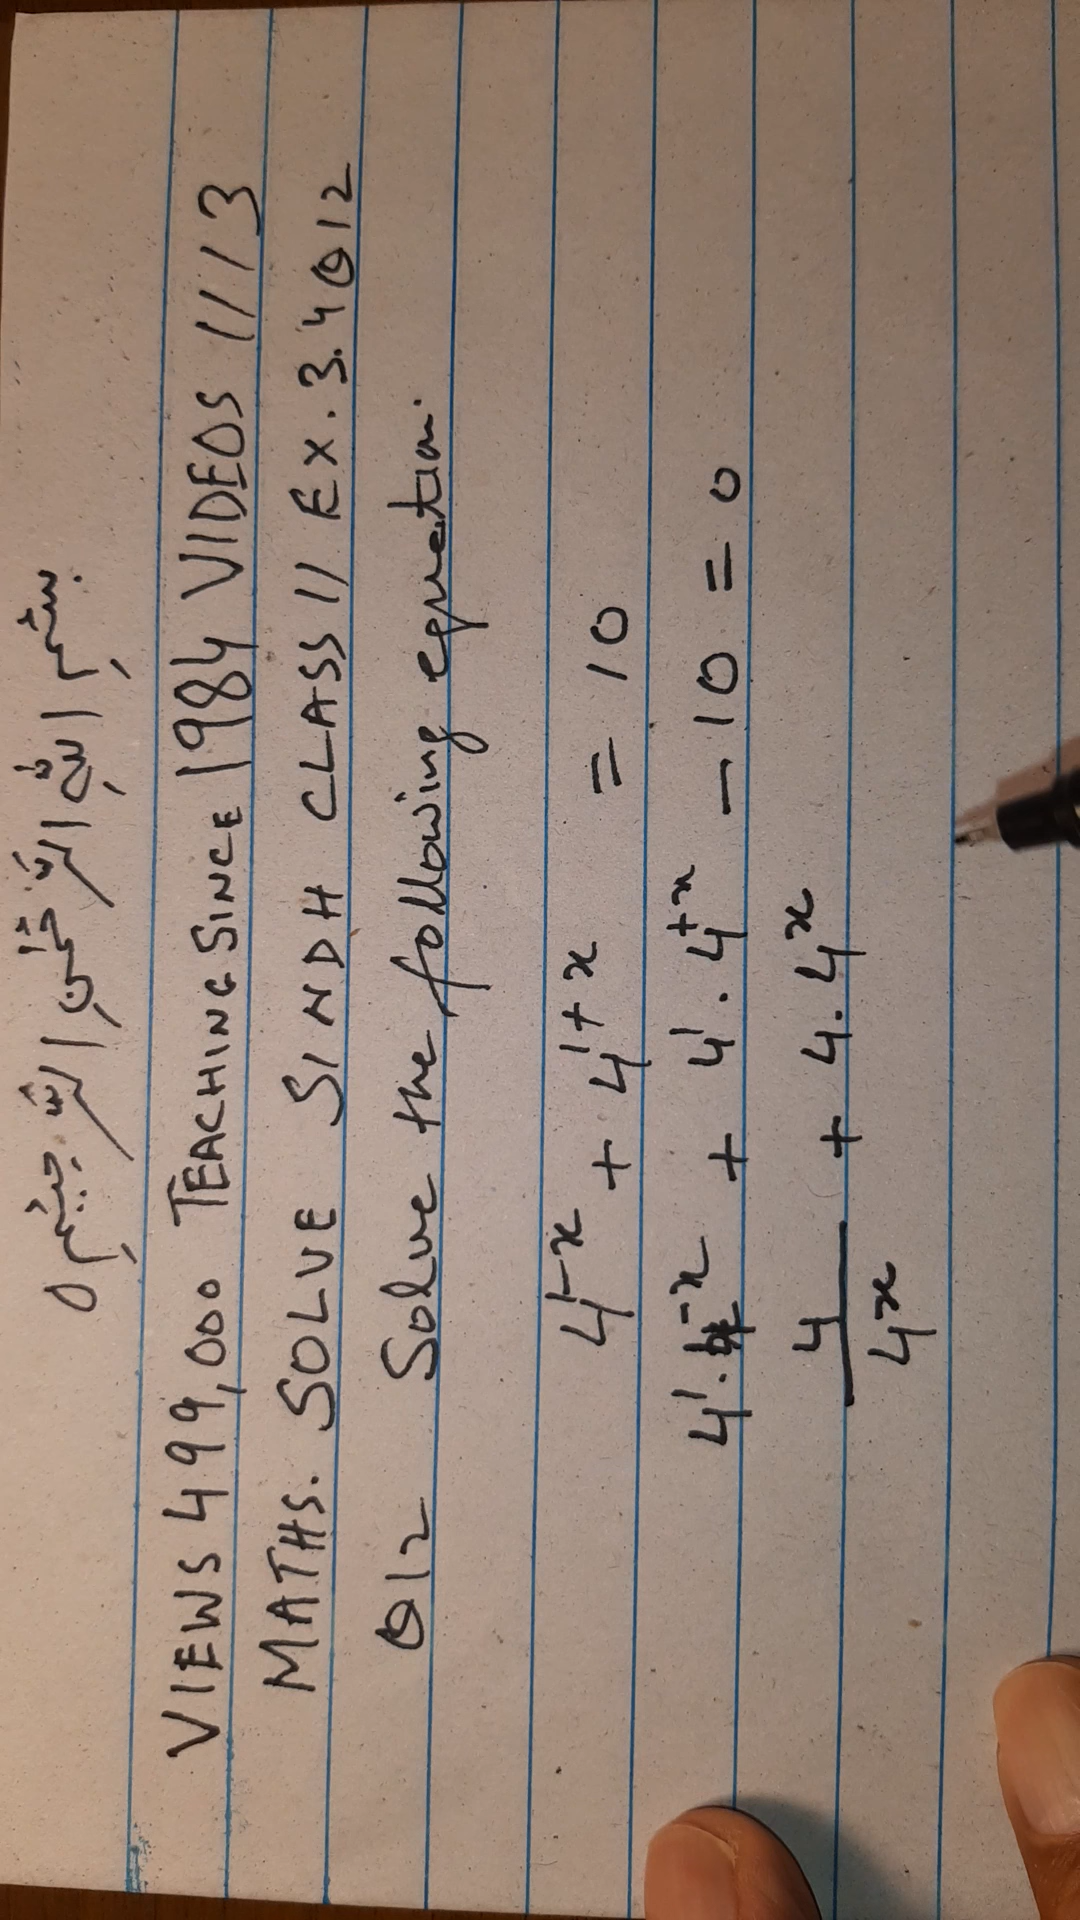 بِسْمِ اللّٰهِ الرَّحْمٰنِ الرَّحِيْمِ ٥
VIEWS 499,000 TEACHING SINCE 1984 VIDEOS 1113
MATHS. SOLVE SINDH CLASS 11 EX. 3.4 Q12
Q12 Solve the following equation.
4^{1-x} + 4^{1+x} = 10
4^1 . 4^{-x} + 4^1 . 4^{+x} - 10 = 0
4/4^x + 4 . 4^x